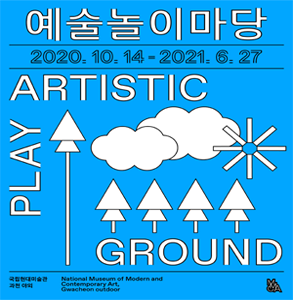 예술놀이마당
2020. 10. 14 - 2021. 6. 27
ARTISTIC
PLAY
GROUND
국립현대미술관
과천 야외
National Museum of Modern and
Contemporary Art,
Gwacheon outdoor